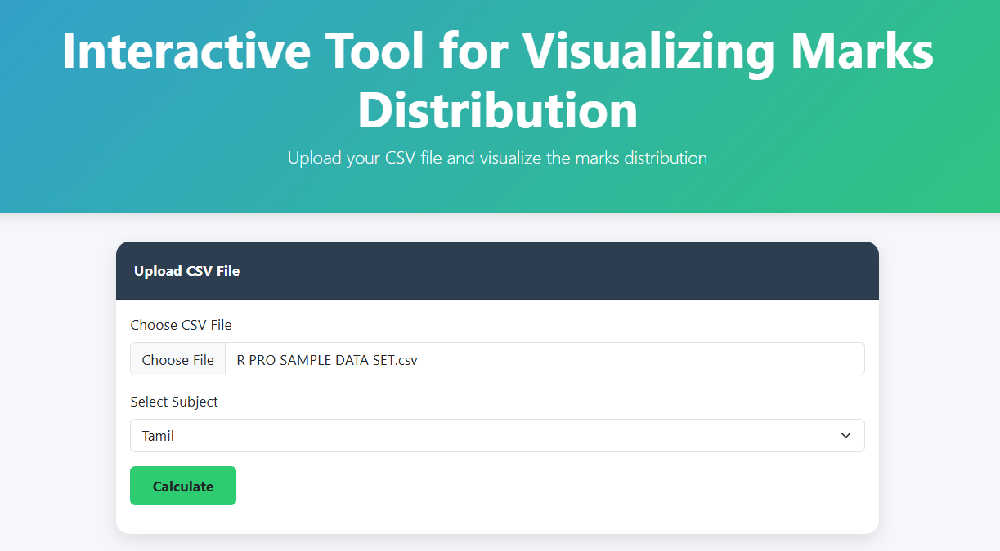 Interactive Tool for Visualizing Marks
Distribution
Upload your CSV file and visualize the marks distribution
Upload CSV File
Choose CSV File
Choose File R PRO SAMPLE DATA SET.csv
Select Subject
Tamil
Calculate